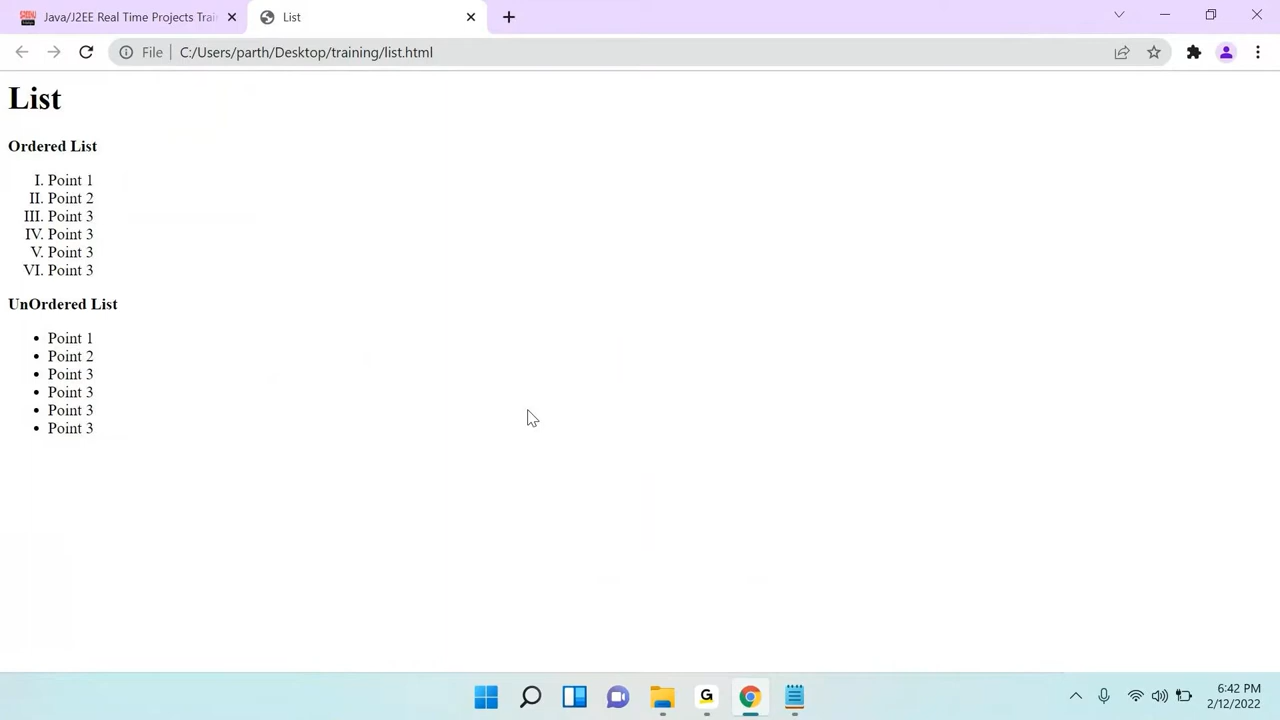 Java/J2EE Real Time Projects Trai
List
File
C:/Users/parth/Desktop/training/list.html
List
Ordered List
I. Point 1
II. Point 2
III. Point 3
IV. Point 3
V. Point 3
VI. Point 3
UnOrdered List
• Point 1
• Point 2
• Point 3
• Point 3
• Point 3
• Point 3
G
6:42 PM
2/12/2022